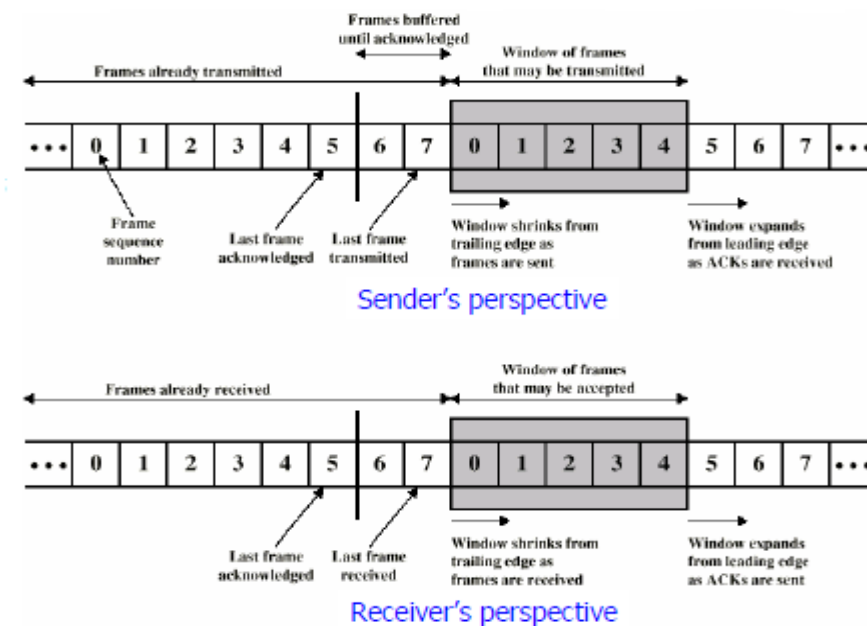 Frames buffered
until acknowledged
Window of frames
that may be transmitted
Frames already transmitted
••• 0 1 2 3 4 5 6 7 0 1 2 3 4 5 6 7 •••
Frame
sequence
number
Last frame
acknowledged
Last frame
transmitted
Window shrinks from
trailing edge as
frames are sent
Window expands
from leading edge
as ACKs are received
Sender's perspective
Window of frames
that may be accepted
Frames already received
••• 0 1 2 3 4 5 6 7 0 1 2 3 4 5 6 7 •••
Last frame
acknowledged
Last frame
received
Window shrinks from
trailing edge as
frames are received
Window expands
from leading edge
as ACKs are sent
Receiver's perspective